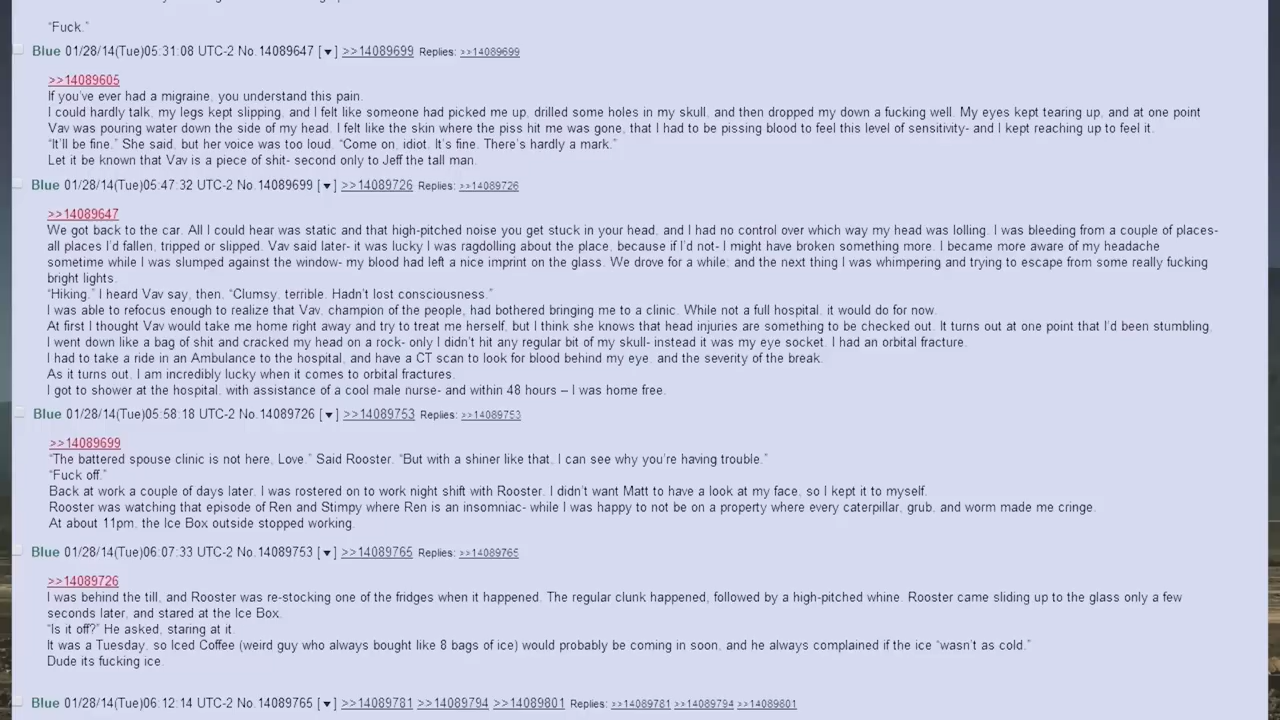 “Fuck.”
Blue 01/28/14(Tue)05:31:08 UTC-2 No.14089647 [▼] >>14089699 Replies: >>14089699
>>14089605
If you’ve ever had a migraine, you understand this pain.
I could hardly talk, my legs kept slipping, and I felt like someone had picked me up, drilled some holes in my skull, and then dropped my down a fucking well. My eyes kept tearing up, and at one point
Vav was pouring water down the side of my head. I felt like the skin where the piss hit me was gone, that I had to be pissing blood to feel this level of sensitivity- and I kept reaching up to feel it.
“It’ll be fine.” She said, but her voice was too loud. “Come on, idiot. It’s fine. There’s hardly a mark.”
Let it be known that Vav is a piece of shit- second only to Jeff the tall man.
Blue 01/28/14(Tue)05:47:32 UTC-2 No.14089699 [▼] >>14089726 Replies: >>14089726
>>14089647
We got back to the car. All I could hear was static and that high-pitched noise you get stuck in your head, and I had no control over which way my head was lolling. I was bleeding from a couple of places-
all places I’d fallen, tripped or slipped. Vav said later- it was lucky I was ragdolling about the place, because if I’d not- I might have broken something more. I became more aware of my headache
sometime while I was slumped against the window- my blood had left a nice imprint on the glass. We drove for a while; and the next thing I was whimpering and trying to escape from some really fucking
bright lights.
“Hiking.” I heard Vav say, then, “Clumsy, terrible. Hadn’t lost consciousness.”
I was able to refocus enough to realize that Vav, champion of the people, had bothered bringing me to a clinic. While not a full hospital, it would do for now.
At first I thought Vav would take me home right away and try to treat me herself, but I think she knows that head injuries are something to be checked out. It turns out at one point that I’d been stumbling,
I went down like a bag of shit and cracked my head on a rock- only I didn’t hit any regular bit of my skull- instead it was my eye socket. I had an orbital fracture.
I had to take a ride in an Ambulance to the hospital, and have a CT scan to look for blood behind my eye, and the severity of the break.
As it turns out, I am incredibly lucky when it comes to orbital fractures.
I got to shower at the hospital, with assistance of a cool male nurse- and within 48 hours – I was home free.
Blue 01/28/14(Tue)05:58:18 UTC-2 No.14089726 [▼] >>14089753 Replies: >>14089753
>>14089699
“The battered spouse clinic is not here, Love.” Said Rooster. “But with a shiner like that, I can see why you’re having trouble.”
“Fuck off.”
Back at work a couple of days later, I was rostered on to work night shift with Rooster. I didn’t want Matt to have a look at my face, so I kept it to myself.
Rooster was watching that episode of Ren and Stimpy where Ren is an insomniac- while I was happy to not be on a property where every caterpillar, grub, and worm made me cringe.
At about 11pm, the Ice Box outside stopped working.
Blue 01/28/14(Tue)06:07:33 UTC-2 No.14089753 [▼] >>14089765 Replies: >>14089765
>>14089726
I was behind the till, and Rooster was re-stocking one of the fridges when it happened. The regular clunk happened, followed by a high-pitched whine. Rooster came sliding up to the glass only a few
seconds later, and stared at the Ice Box.
“Is it off?” He asked, staring at it.
It was a Tuesday, so Iced Coffee (weird guy who always bought like 8 bags of ice) would probably be coming in soon, and he always complained if the ice “wasn’t as cold.”
Dude its fucking ice.
Blue 01/28/14(Tue)06:12:14 UTC-2 No.14089765 [▼] >>14089781 >>14089794 >>14089801 Replies: >>14089781 >>14089794 >>14089801